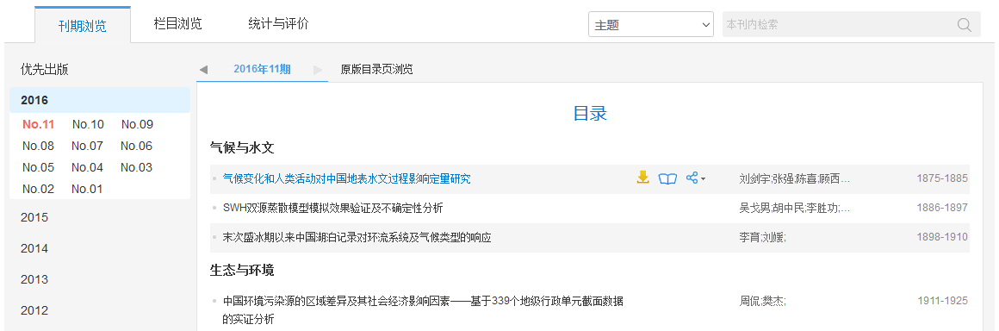 刊期浏览 栏目浏览 统计与评价 主题 本刊内检索
优先出版
2016年11期 原版目录页浏览
2016
No.11 No.10 No.09
No.08 No.07 No.06
No.05 No.04 No.03
No.02 No.01
2015
2014
2013
2012
目录
气候与水文
气候变化和人类活动对中国地表水文过程影响定量研究 刘剑宇;张强;陈喜;顾西... 1875-1885
SWH双源蒸散模型模拟效果验证及不确定性分析 吴戈男;胡中民;李胜功;... 1886-1897
末次盛冰期以来中国湖泊记录对环流系统及气候类型的响应 李育;刘媛; 1898-1910
生态与环境
中国环境污染源的区域差异及其社会经济影响因素——基于339个地级行政单元截面数据 周侃;樊杰; 1911-1925
的实证分析